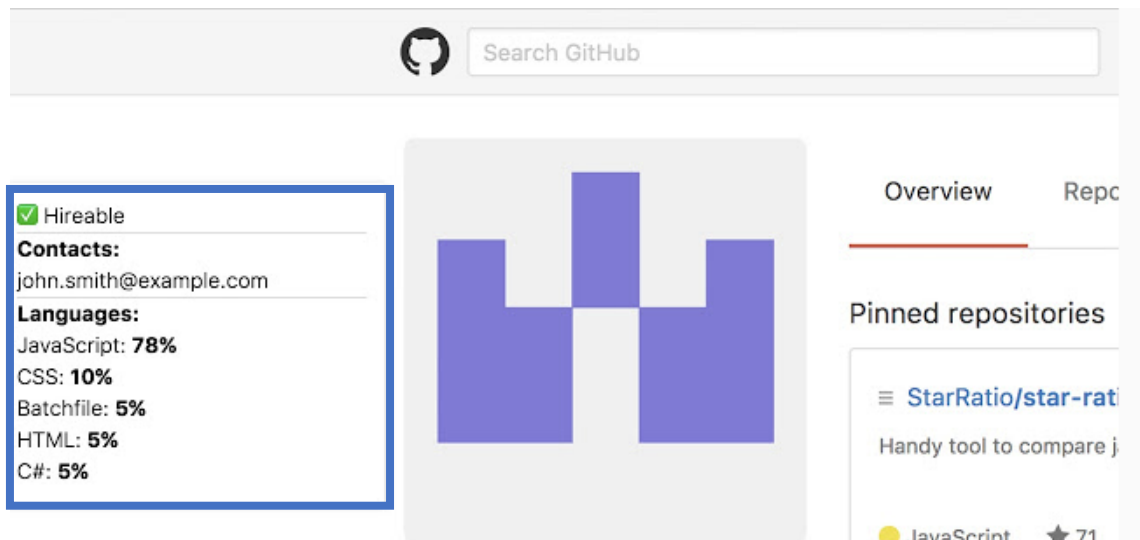 Search GitHub
✅ Hireable
Contacts:
john.smith@example.com
Languages:
JavaScript: 78%
CSS: 10%
Batchfile: 5%
HTML: 5%
C#: 5%
Overview
Repo
Pinned repositories
StarRatio/star-rati
Handy tool to compare j
JavaScript ★ 71